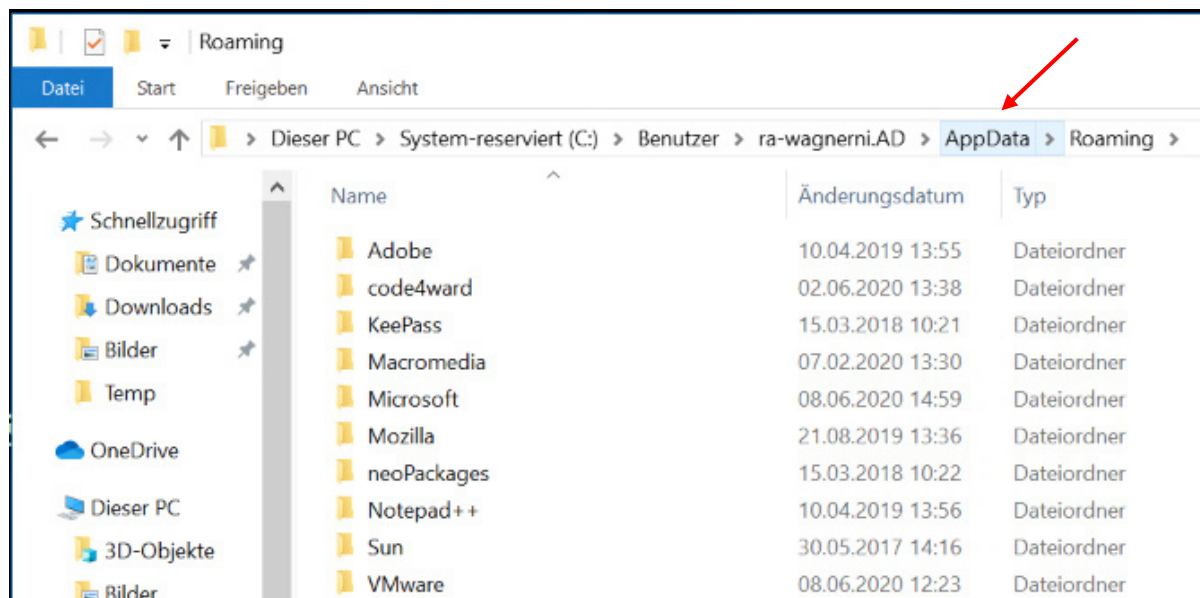 Roaming
Datei Start Freigeben Ansicht
Dieser PC > System-reserviert (C:) > Benutzer > ra-wagnerni.AD > AppData > Roaming >
Schnellzugriff
Dokumente
Downloads
Bilder
Temp
OneDrive
Dieser PC
3D-Objekte
Bilder
Name Änderungsdatum Typ
Adobe 10.04.2019 13:55 Dateiordner
code4ward 02.06.2020 13:38 Dateiordner
KeePass 15.03.2018 10:21 Dateiordner
Macromedia 07.02.2020 13:30 Dateiordner
Microsoft 08.06.2020 14:59 Dateiordner
Mozilla 21.08.2019 13:36 Dateiordner
neoPackages 15.03.2018 10:22 Dateiordner
Notepad++ 10.04.2019 13:56 Dateiordner
Sun 30.05.2017 14:16 Dateiordner
VMware 08.06.2020 12:23 Dateiordner